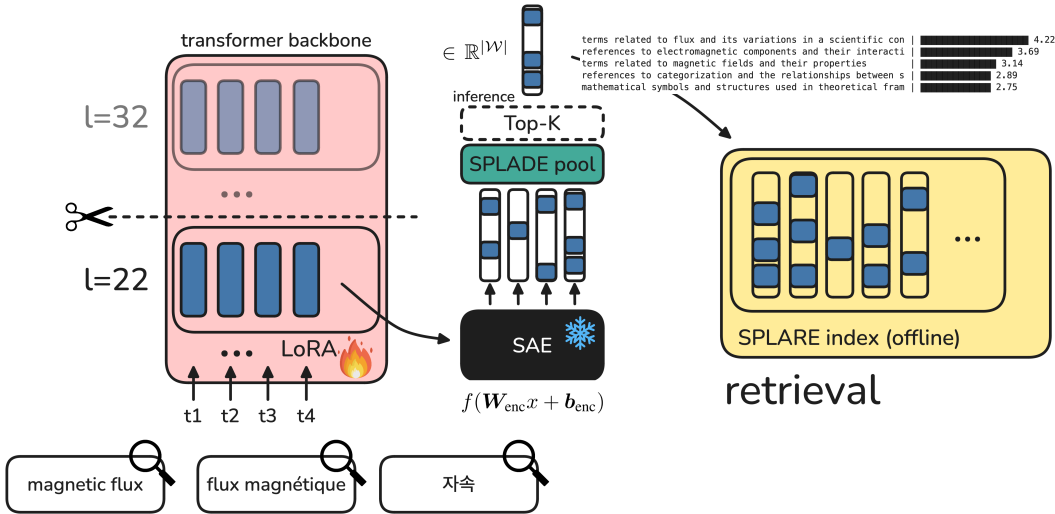 transformer backbone
l=32
...
l=22
...
LoRA
t1 t2 t3 t4
∈ ℝ^|𝒲|
inference
Top-K
SPLADE pool
SAE
f(W_enc x + b_enc)
terms related to flux and its variations in a scientific con | 4.22
references to electromagnetic components and their interacti | 3.69
terms related to magnetic fields and their properties | 3.14
references to categorization and the relationships between s | 2.89
mathematical symbols and structures used in theoretical fram | 2.75
...
SPLARE index (offline)
retrieval
magnetic flux
flux magnétique
자속